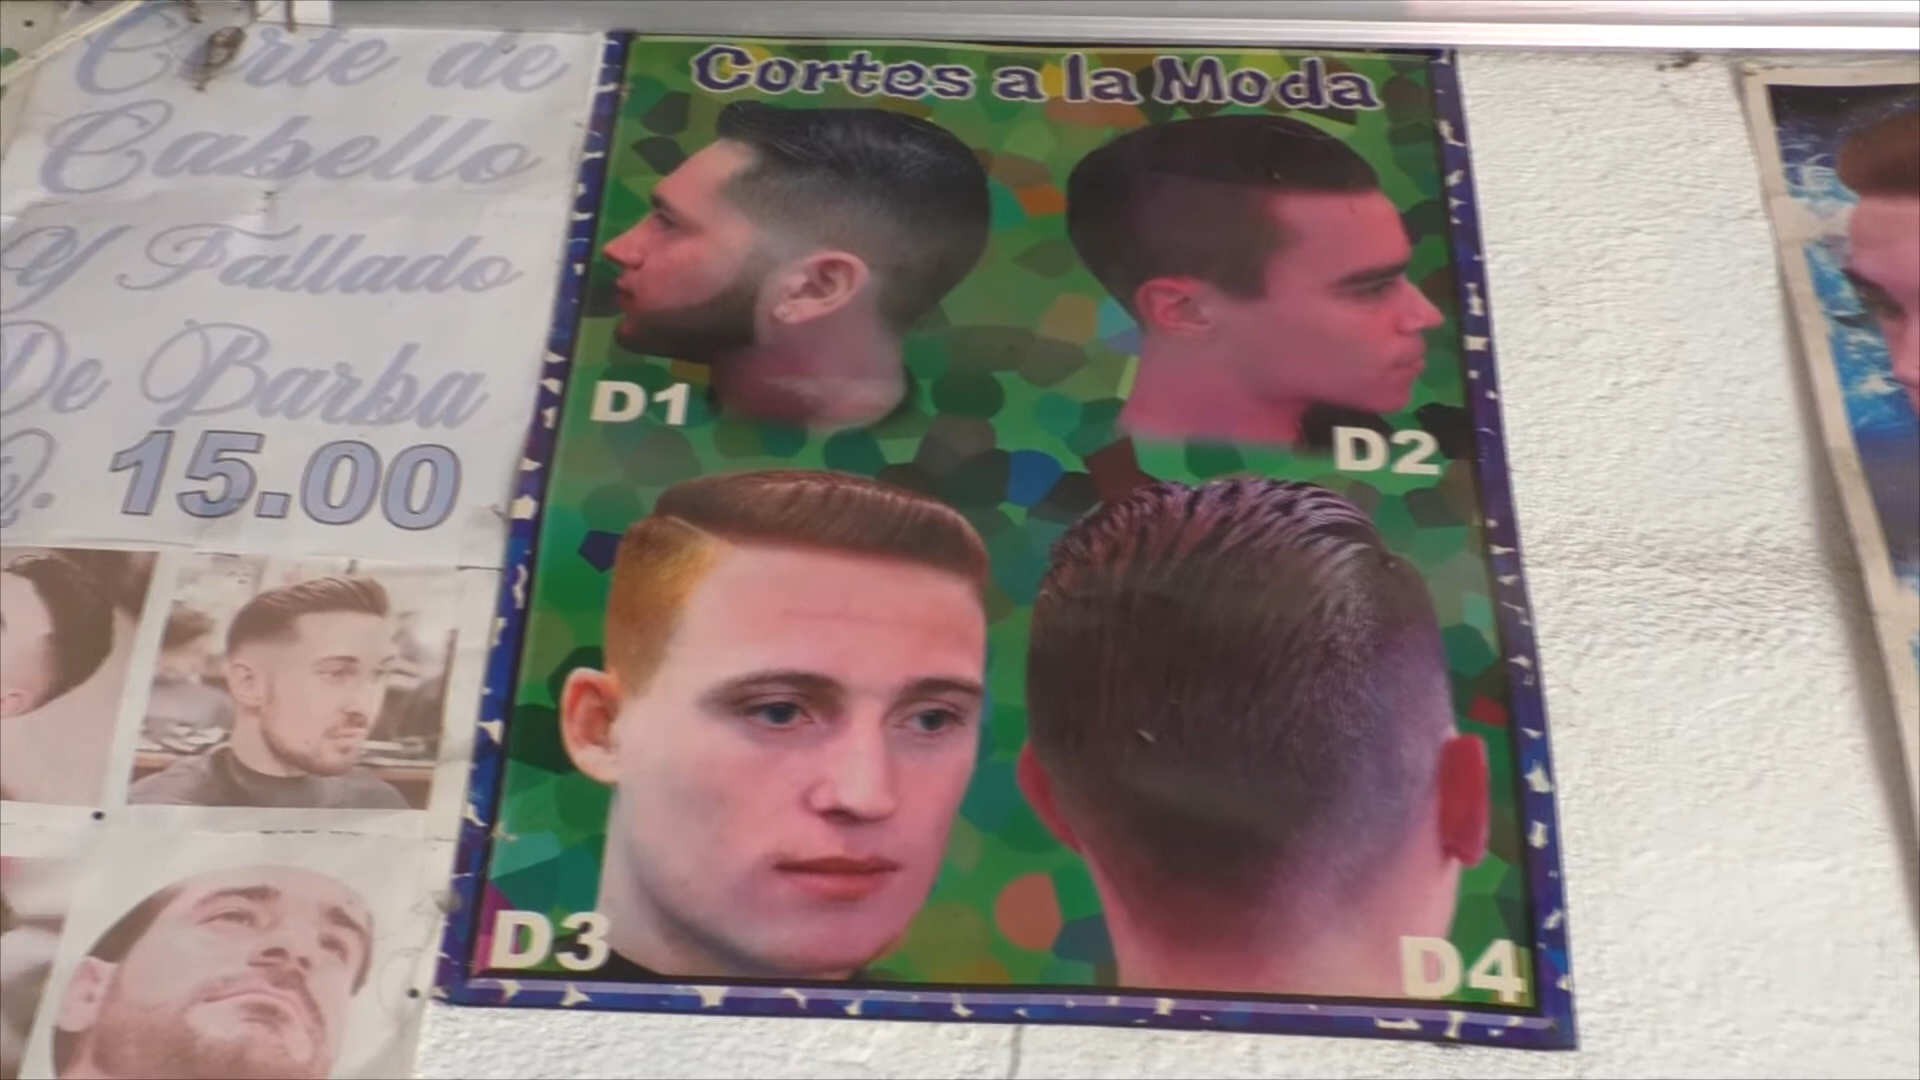 Corte de
Cabello
Y Tallado
De Barba
Q. 15.00
Cortes a la Moda
D1
D2
D3
D4